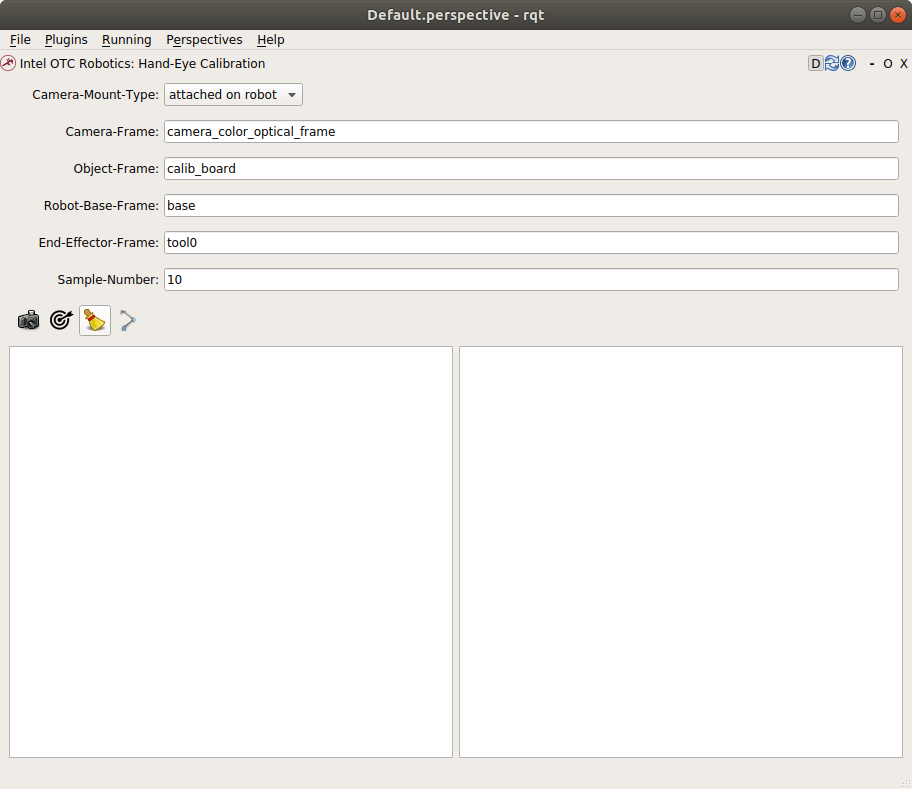 Default.perspective - rqt
File Plugins Running Perspectives Help
Intel OTC Robotics: Hand-Eye Calibration D ? - O X
Camera-Mount-Type: attached on robot
Camera-Frame: camera_color_optical_frame
Object-Frame: calib_board
Robot-Base-Frame: base
End-Effector-Frame: tool0
Sample-Number: 10